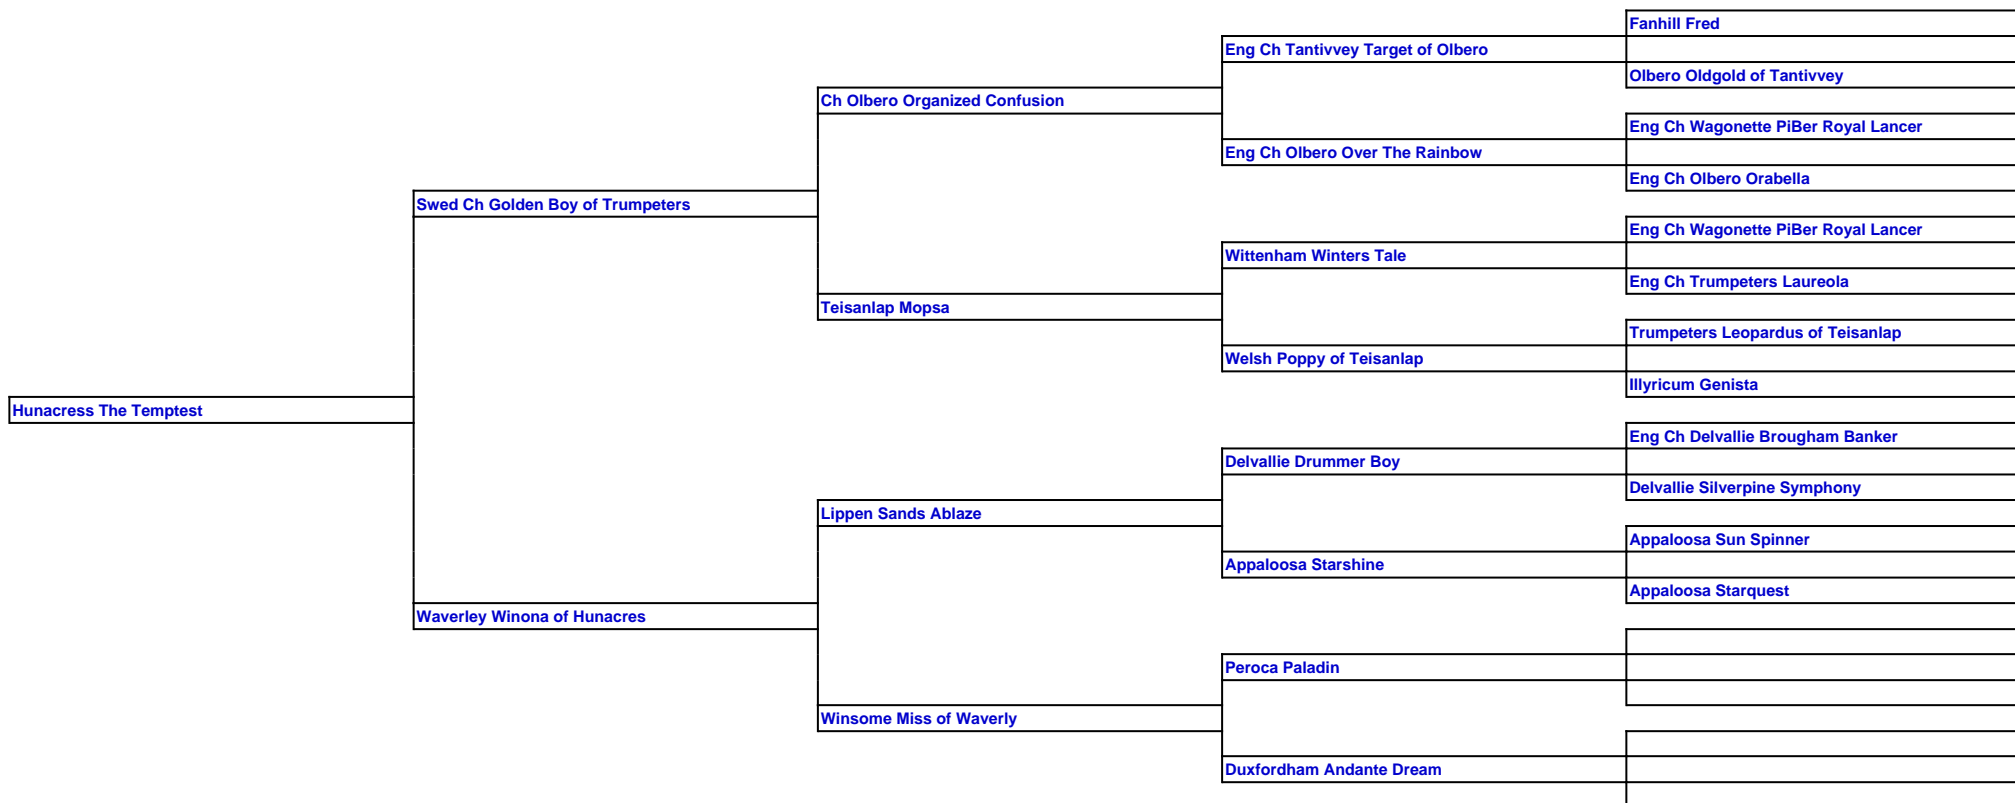 Fanhill Fred
Eng Ch Tantivvey Target of Olbero
Olbero Oldgold of Tantivvey
Ch Olbero Organized Confusion
Eng Ch Wagonette PiBer Royal Lancer
Eng Ch Olbero Over The Rainbow
Eng Ch Olbero Orabella
Swed Ch Golden Boy of Trumpeters
Eng Ch Wagonette PiBer Royal Lancer
Wittenham Winters Tale
Eng Ch Trumpeters Laureola
Teisanlap Mopsa
Trumpeters Leopardus of Teisanlap
Welsh Poppy of Teisanlap
Illyricum Genista
Hunacress The Temptest
Eng Ch Delvallie Brougham Banker
Delvallie Drummer Boy
Delvallie Silverpine Symphony
Lippen Sands Ablaze
Appaloosa Sun Spinner
Appaloosa Starshine
Appaloosa Starquest
Waverley Winona of Hunacres
Peroca Paladin
Winsome Miss of Waverly
Duxfordham Andante Dream